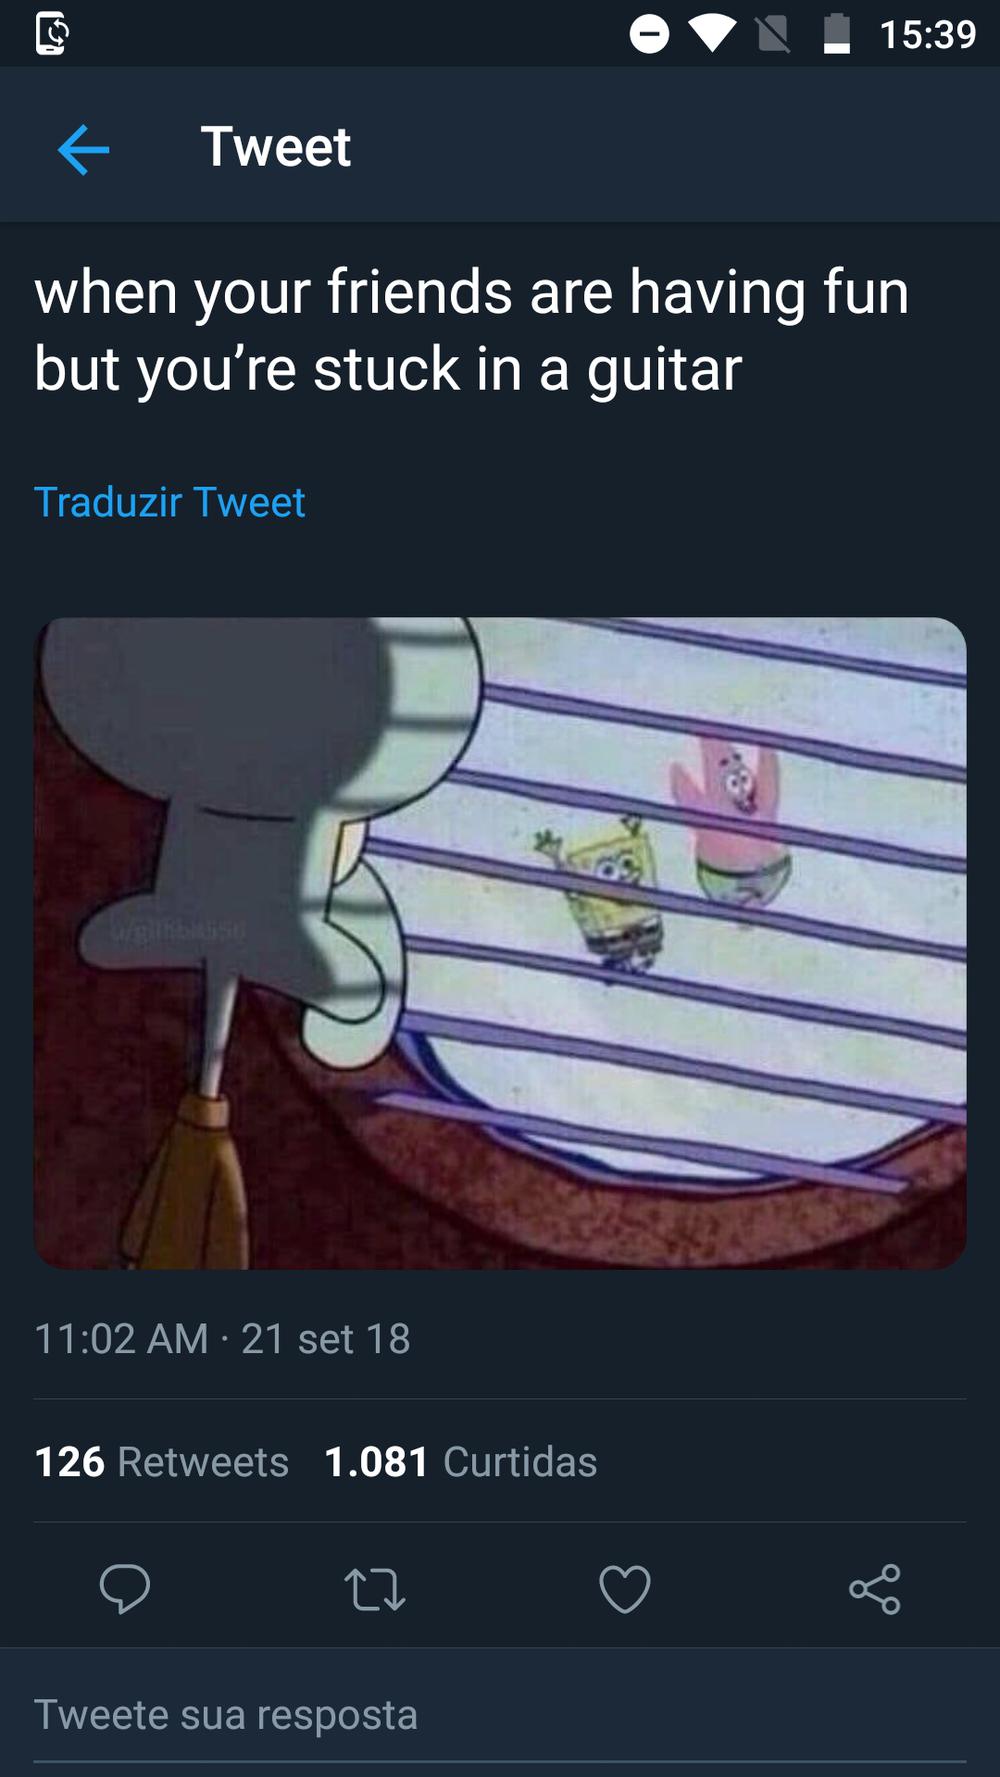 15:39
Tweet
when your friends are having fun
but you’re stuck in a guitar
Traduzir Tweet
11:02 AM · 21 set 18
126 Retweets 1.081 Curtidas
Tweete sua resposta